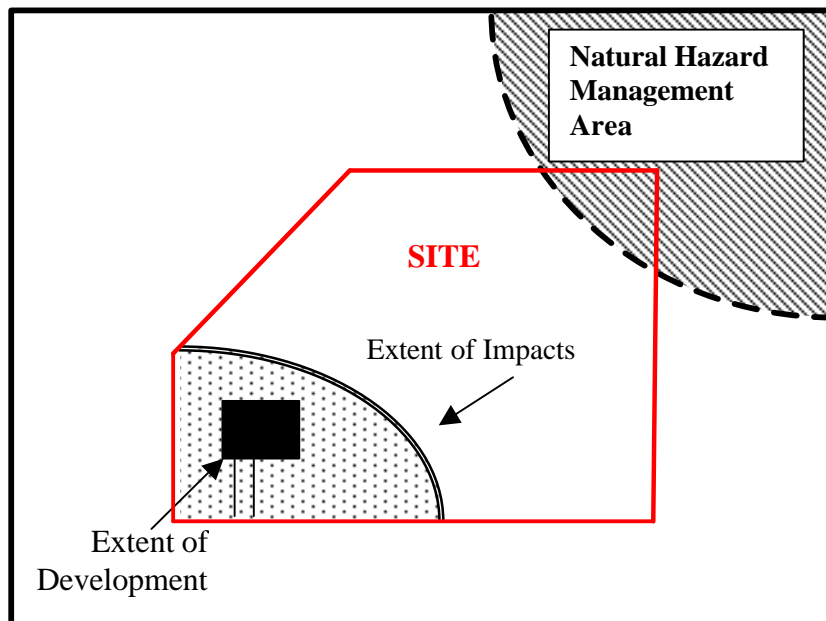 Natural Hazard
Management
Area
SITE
Extent of Impacts
Extent of
Development